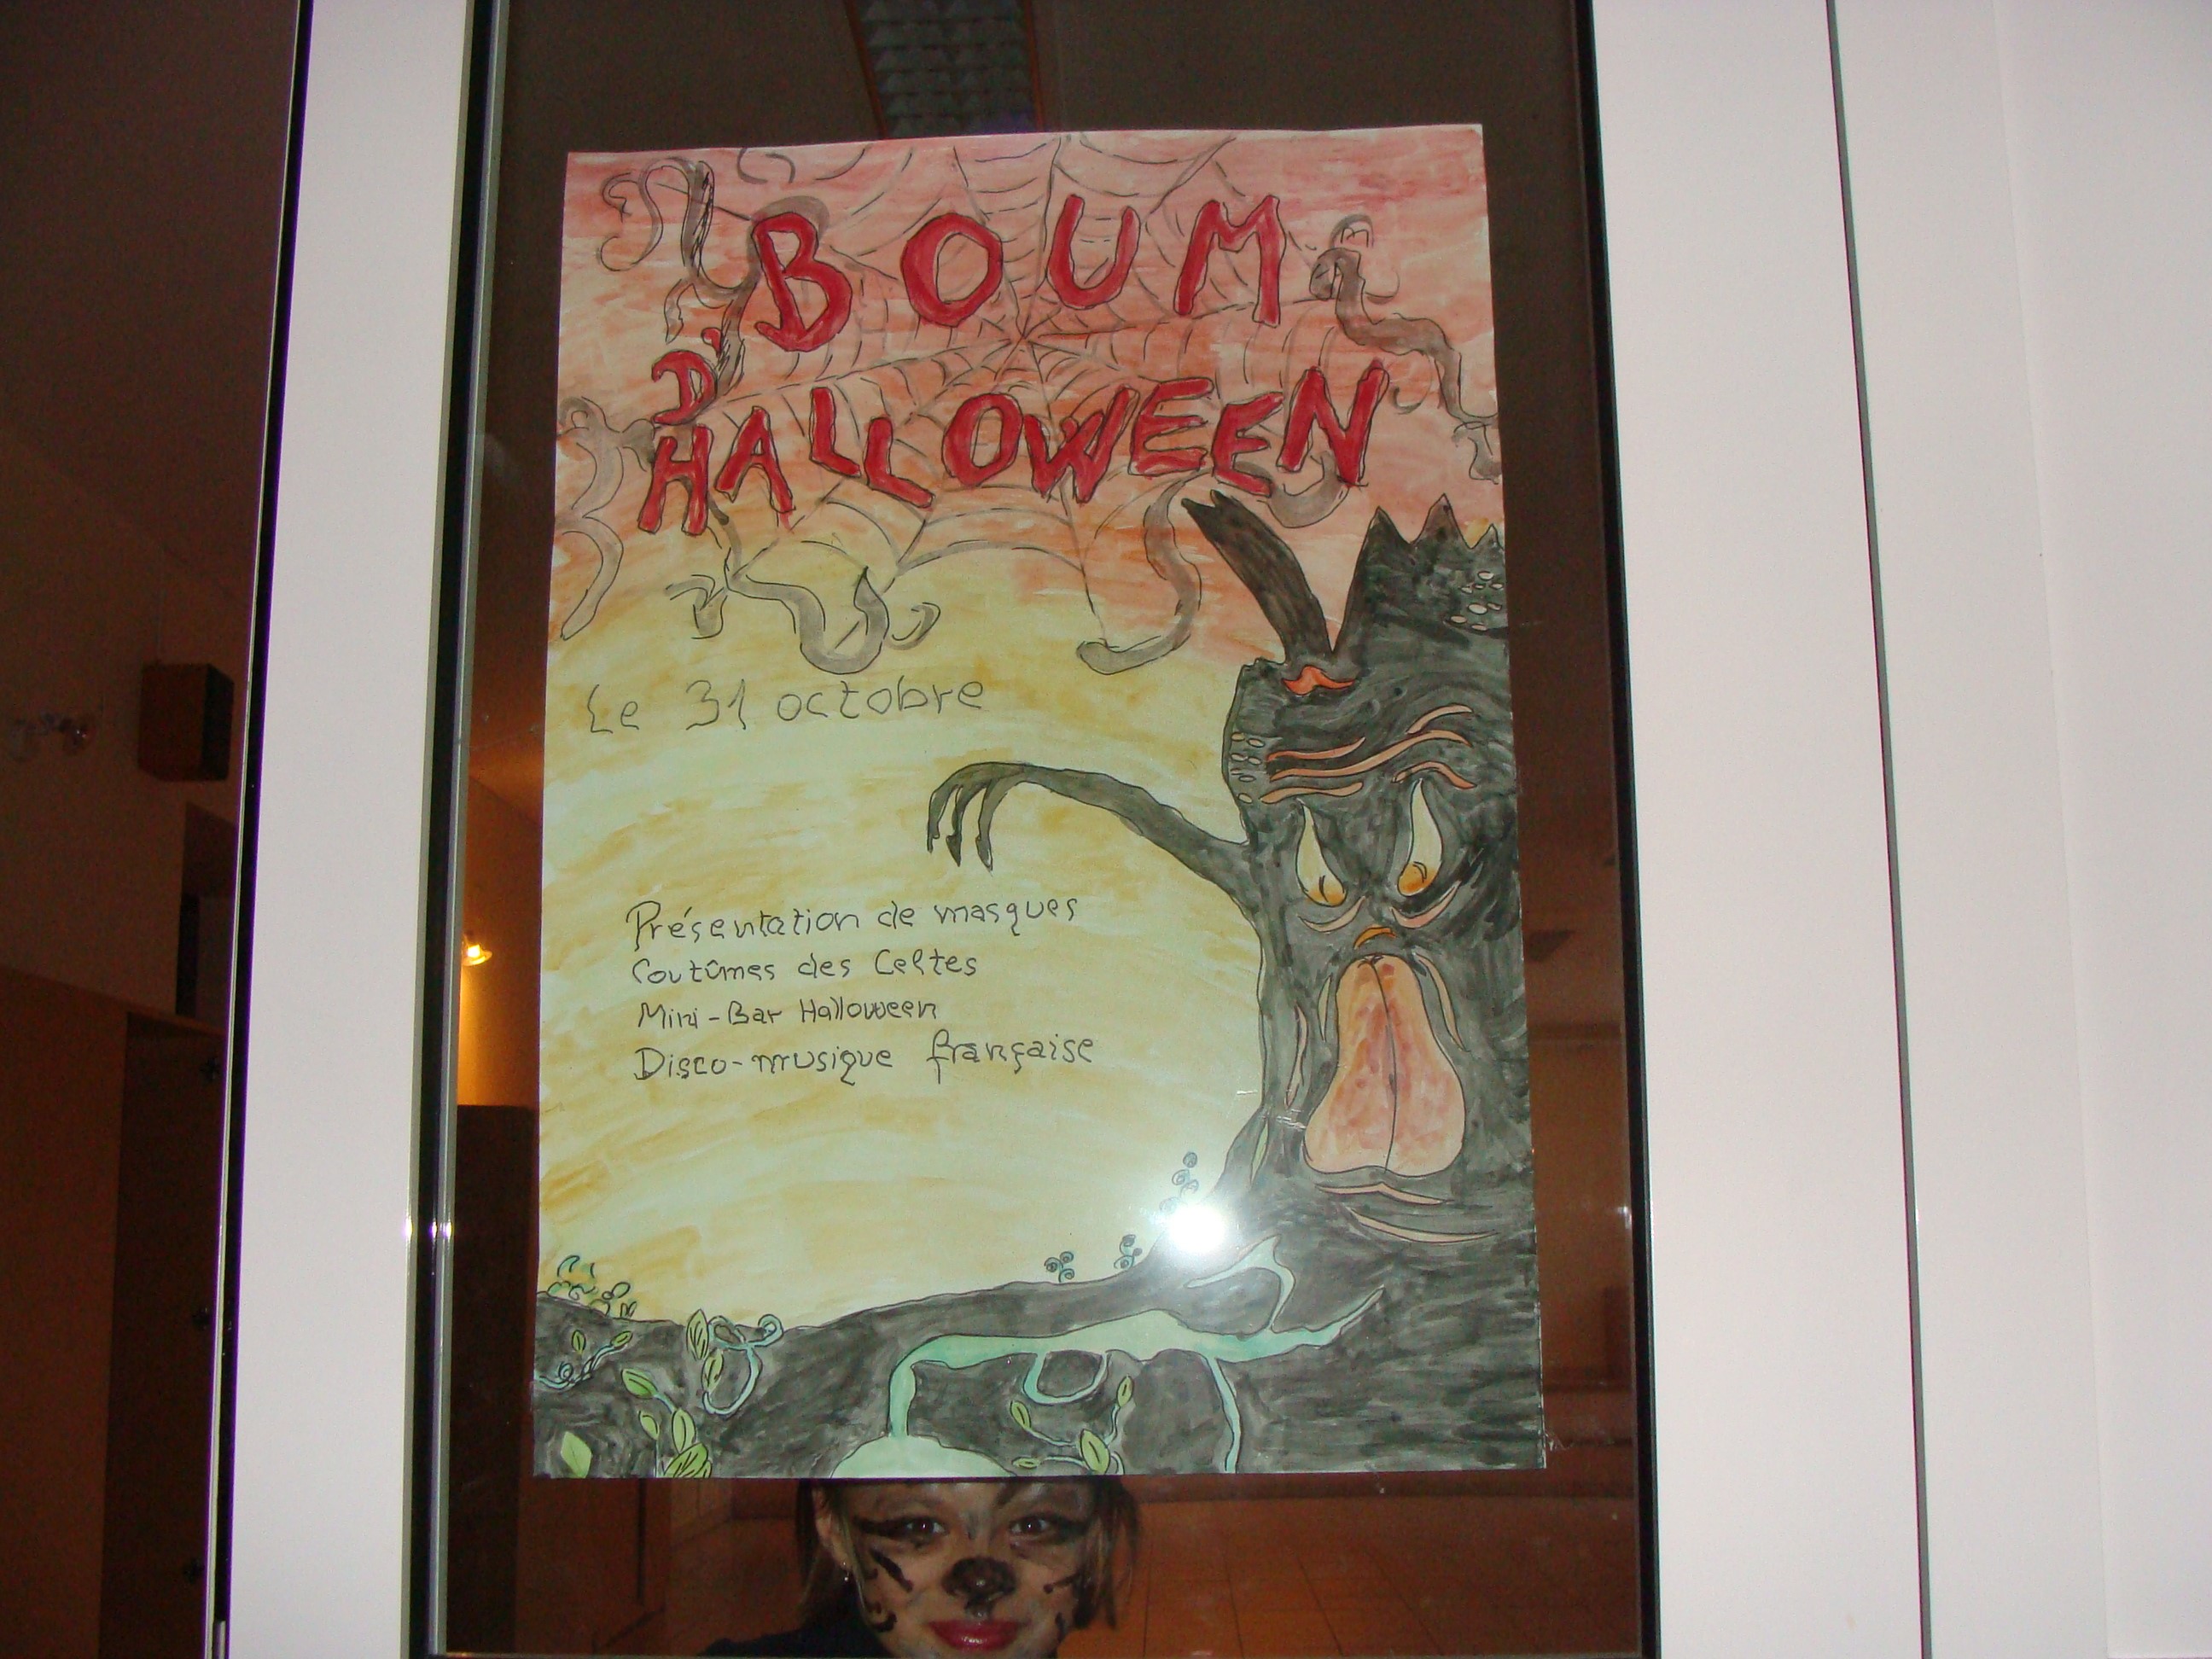 BOUM
D'
HALLOWEEN
Le 31 octobre
Présentation de masques
Coutûmes des Celtes
Mini-Bar Halloween
Disco-musique française